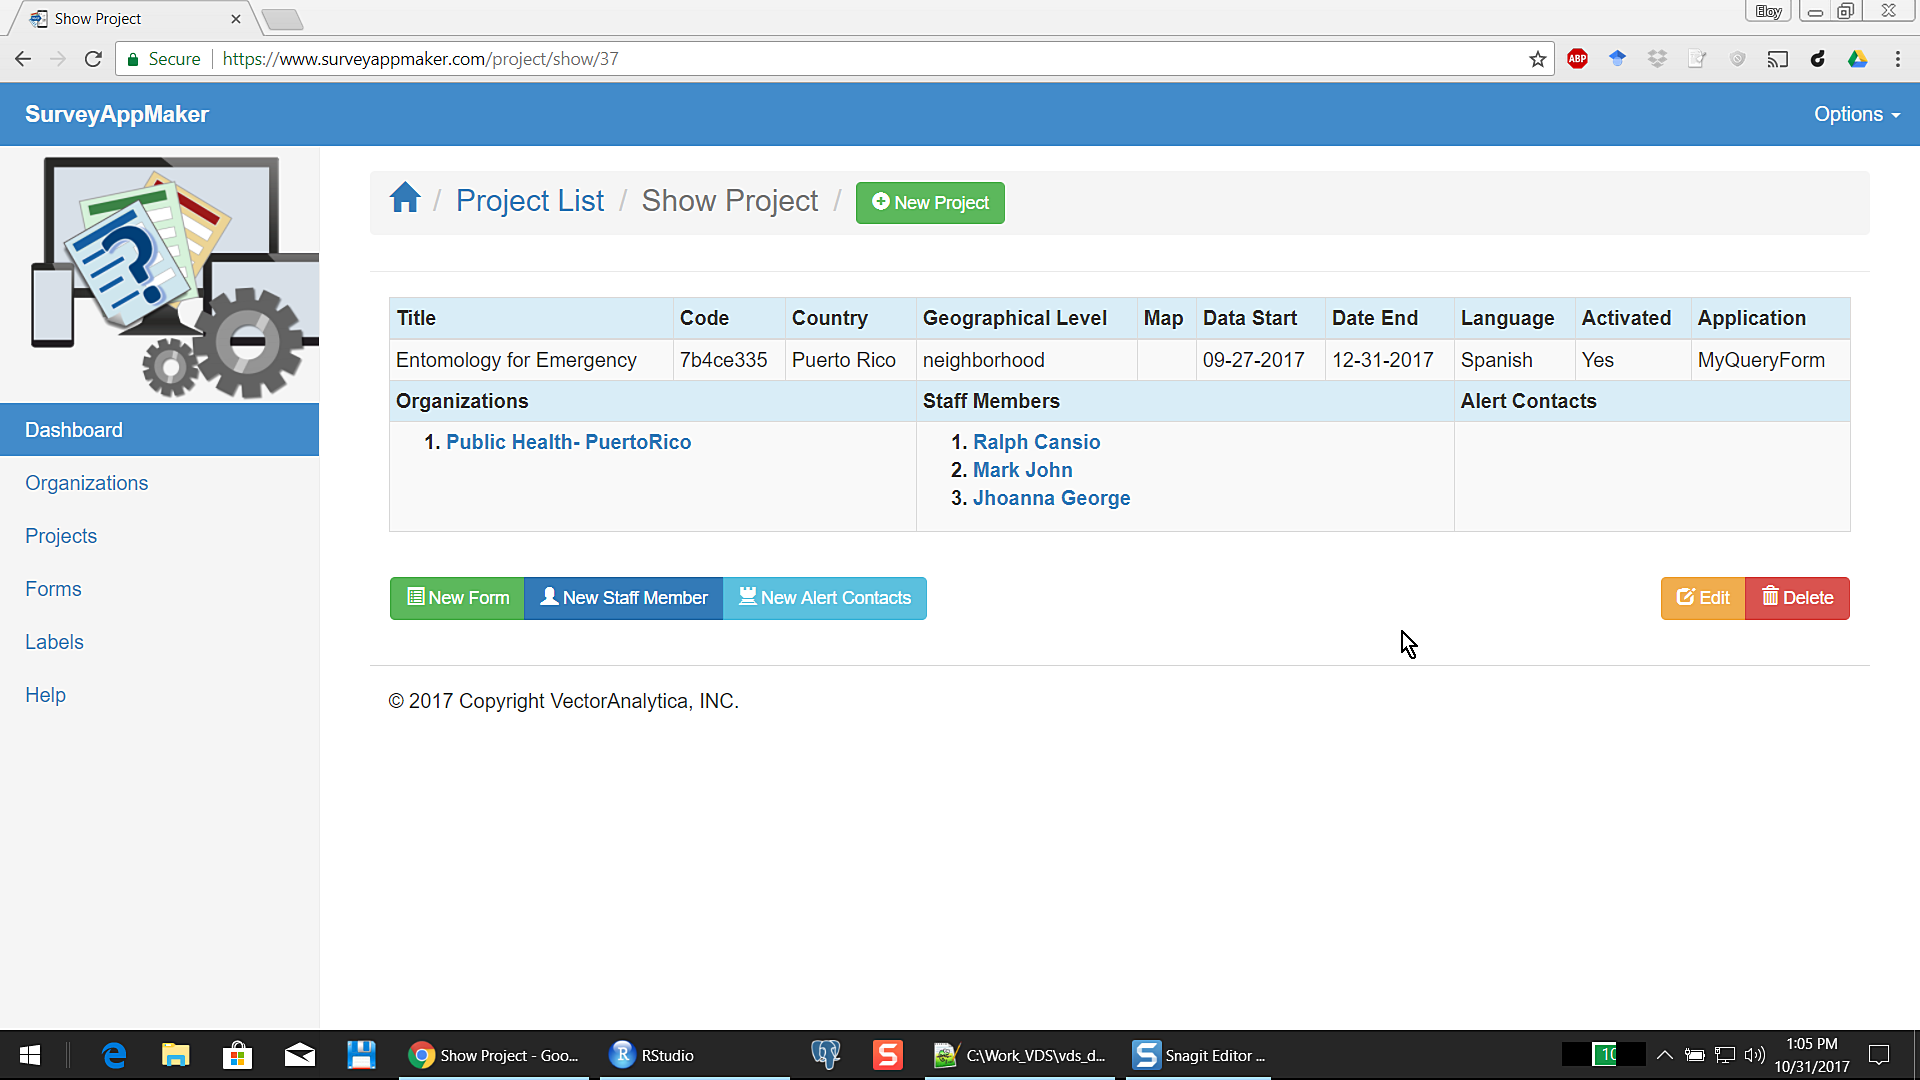 Show Project
Eloy
Secure
https://www.surveyappmaker.com/project/show/37
ABP
SurveyAppMaker
Options
?
/ Project List / Show Project / New Project
Title Code Country Geographical Level Map Data Start Date End Language Activated Application
Entomology for Emergency 7b4ce335 Puerto Rico neighborhood 09-27-2017 12-31-2017 Spanish Yes MyQueryForm
Organizations Staff Members Alert Contacts
1. Public Health- PuertoRico
1. Ralph Cansio
2. Mark John
3. Jhoanna George
Dashboard
Organizations
Projects
Forms
Labels
Help
New Form New Staff Member New Alert Contacts Edit Delete
© 2017 Copyright VectorAnalytica, INC.
Show Project - Goo...
R RStudio
S
C:\Work_VDS\vds_d...
S Snagit Editor ...
10
1:05 PM
10/31/2017